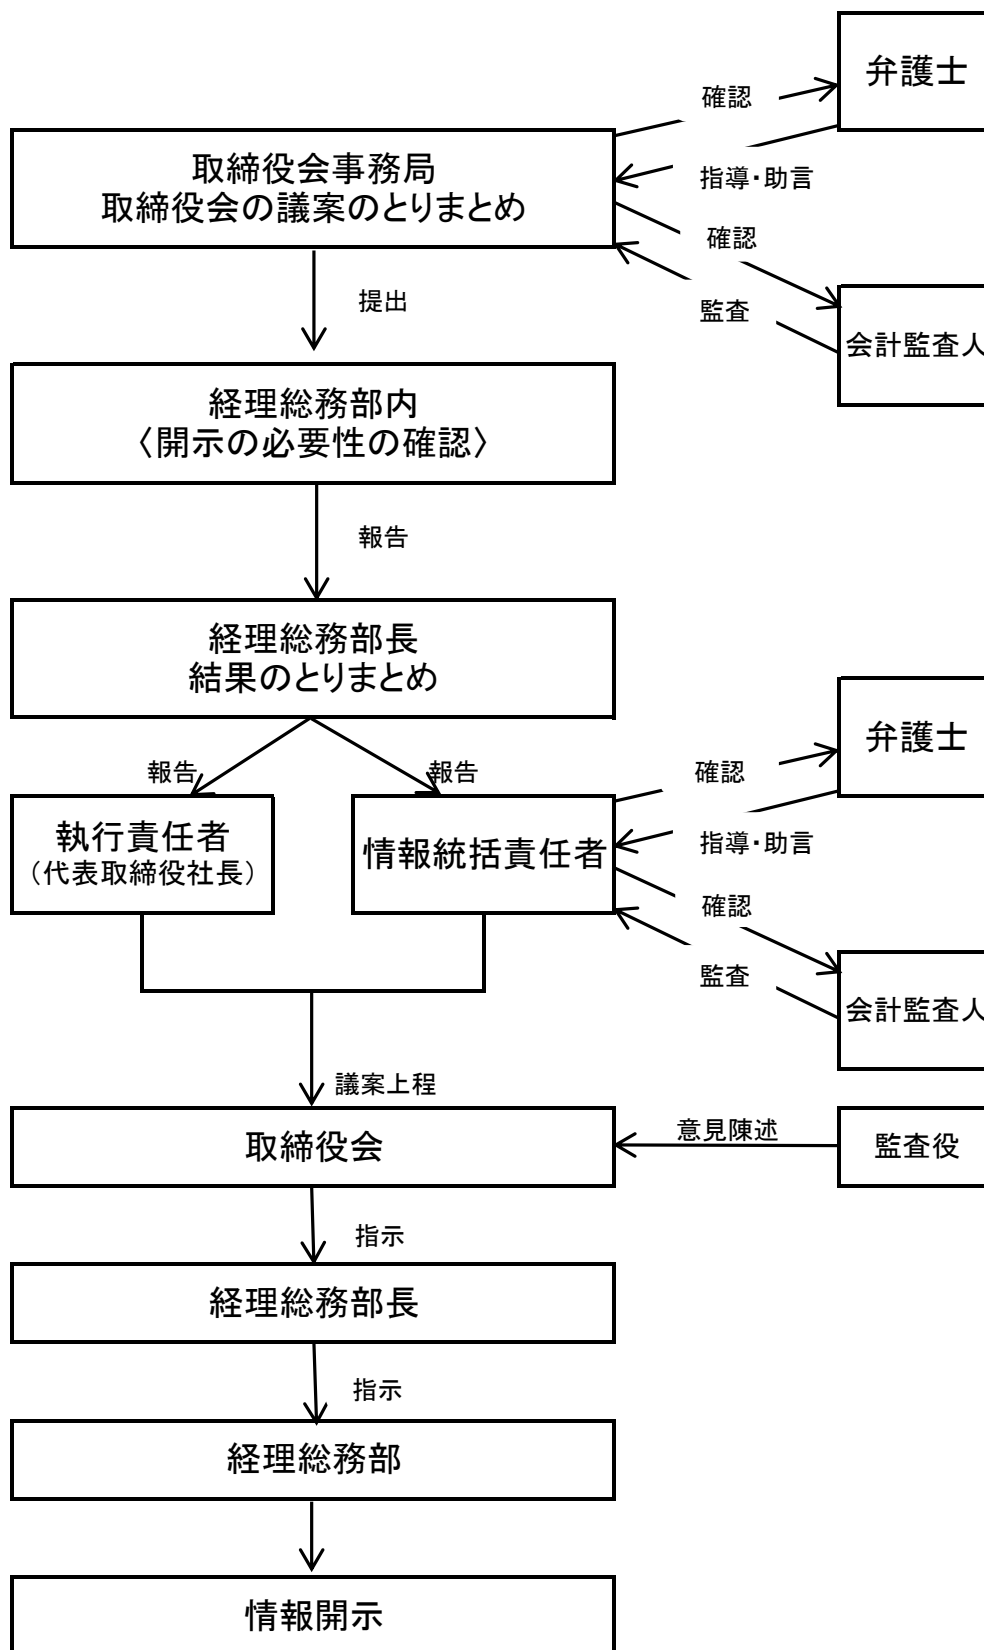 弁護士
確認
取締役会事務局
取締役会の議案のとりまとめ
指導・助言
確認
提出
監査
会計監査人
経理総務部内
〈開示の必要性の確認〉
報告
経理総務部長
結果のとりまとめ
弁護士
報告
報告
確認
執行責任者
(代表取締役社長)
情報統括責任者
指導・助言
確認
監査
会計監査人
議案上程
取締役会
意見陳述
監査役
指示
経理総務部長
指示
経理総務部
情報開示